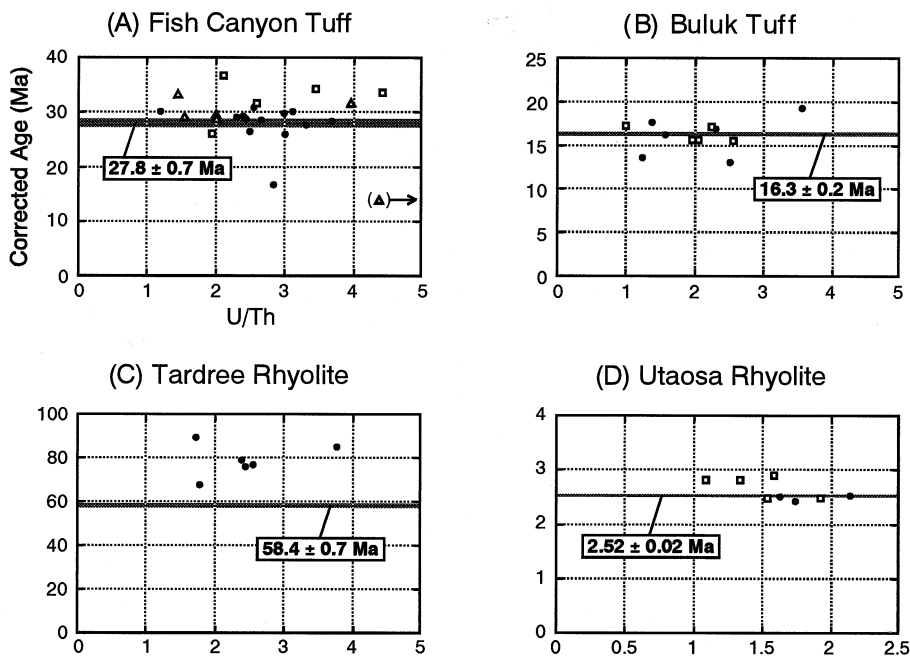 (A) Fish Canyon Tuff
(B) Buluk Tuff
Corrected Age (Ma)
40
30
20
10
0
27.8 ± 0.7 Ma
( )
0 1 2 3 4 5
U/Th
25
20
15
10
5
0
16.3 ± 0.2 Ma
0 1 2 3 4 5
(C) Tardree Rhyolite
(D) Utaosa Rhyolite
100
80
60
40
20
0
58.4 ± 0.7 Ma
0 1 2 3 4 5
4
3
2
1
0
2.52 ± 0.02 Ma
0 0.5 1 1.5 2 2.5